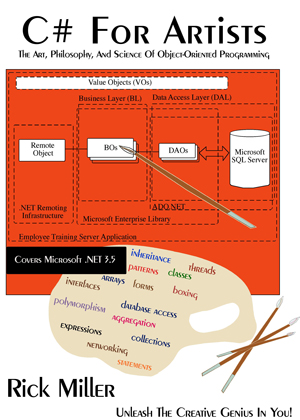 C# For Artists
The Art, Philosophy, And Science Of Object-Oriented Programming
Value Objects (VOs)
Business Layer (BL)
Data Access Layer (DAL)
Remote
Object
BOs
DAOs
Microsoft
SQL Server
.NET Remoting
Infrastructure
ADO.NET
Microsoft Enterprise Library
Employee Training Server Application
Covers Microsoft .NET 3.5
inheritance
threads
patterns
classes
arrays
interfaces
forms
boxing
polymorphism
database access
aggregation
expressions
collections
networking
statements
Rick Miller
Unleash The Creative Genius In You!